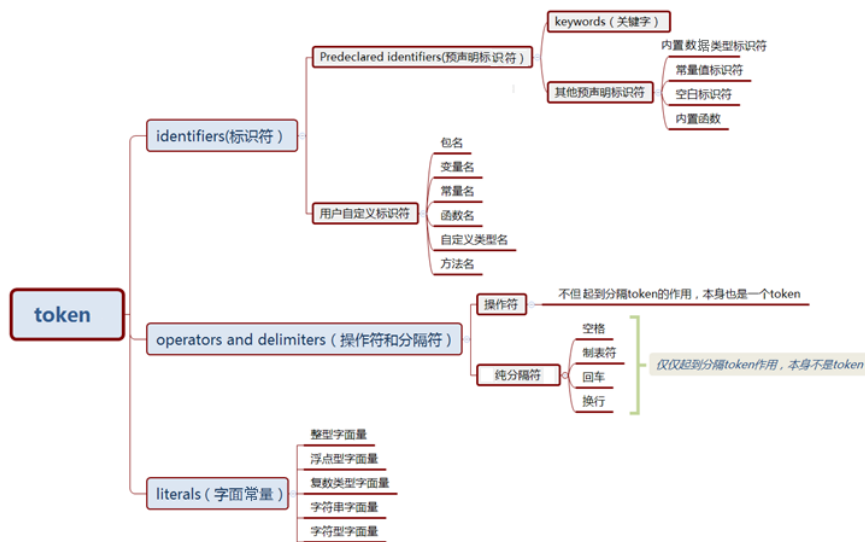 token
identifiers(标识符)
Predeclared identifiers(预声明标识符)
keywords(关键字)
其他预声明标识符
内置数据类型标识符
常量值标识符
空白标识符
内置函数
用户自定义标识符
包名
变量名
常量名
函数名
自定义类型名
方法名
operators and delimiters(操作符和分隔符)
操作符
不但起到分隔token的作用,本身也是一个token
纯分隔符
空格
制表符
回车
换行
仅仅起到分隔token作用,本身不是token
literals(字面常量)
整型字面量
浮点型字面量
复数类型字面量
字符串字面量
字符型字面量